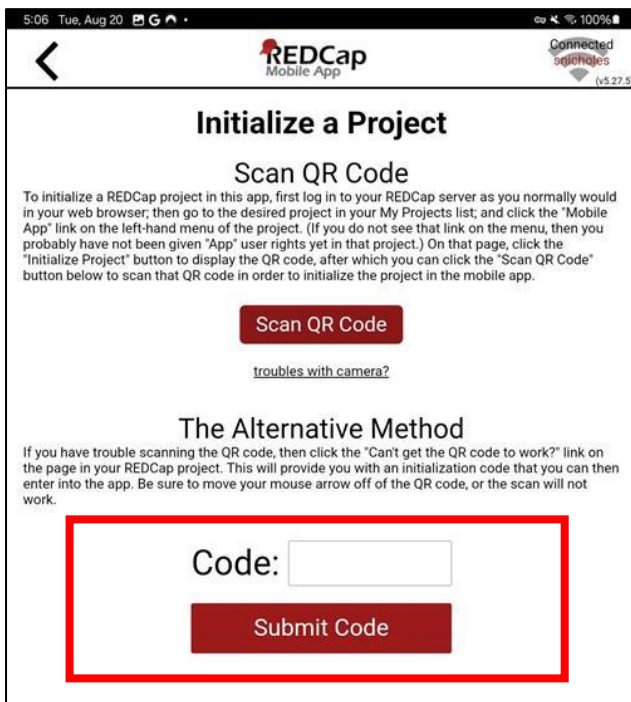 5:06 Tue, Aug 20 G •
100%
REDCap
Mobile App
Connected
snicholes
(v5.27.5)
Initialize a Project
Scan QR Code
To initialize a REDCap project in this app, first log in to your REDCap server as you normally would
in your web browser; then go to the desired project in your My Projects list; and click the "Mobile
App" link on the left-hand menu of the project. (If you do not see that link on the menu, then you
probably have not been given "App" user rights yet in that project.) On that page, click the
"Initialize Project" button to display the QR code, after which you can click the "Scan QR Code"
button below to scan that QR code in order to initialize the project in the mobile app.
Scan QR Code
troubles with camera?
The Alternative Method
If you have trouble scanning the QR code, then click the "Can't get the QR code to work?" link on
the page in your REDCap project. This will provide you with an initialization code that you can then
enter into the app. Be sure to move your mouse arrow off of the QR code, or the scan will not
work.
Code:
Submit Code